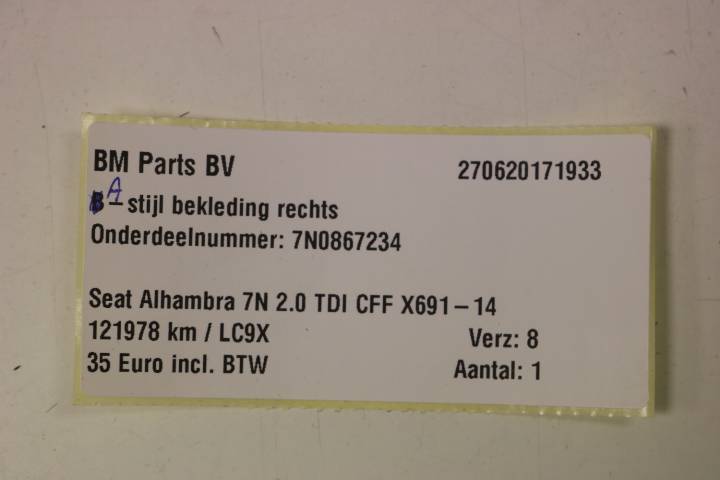 BM Parts BV 270620171933
A-stijl bekleding rechts
Onderdeelnummer: 7N0867234
Seat Alhambra 7N 2.0 TDI CFF X691-14
121978 km / LC9X Verz: 8
35 Euro incl. BTW Aantal: 1